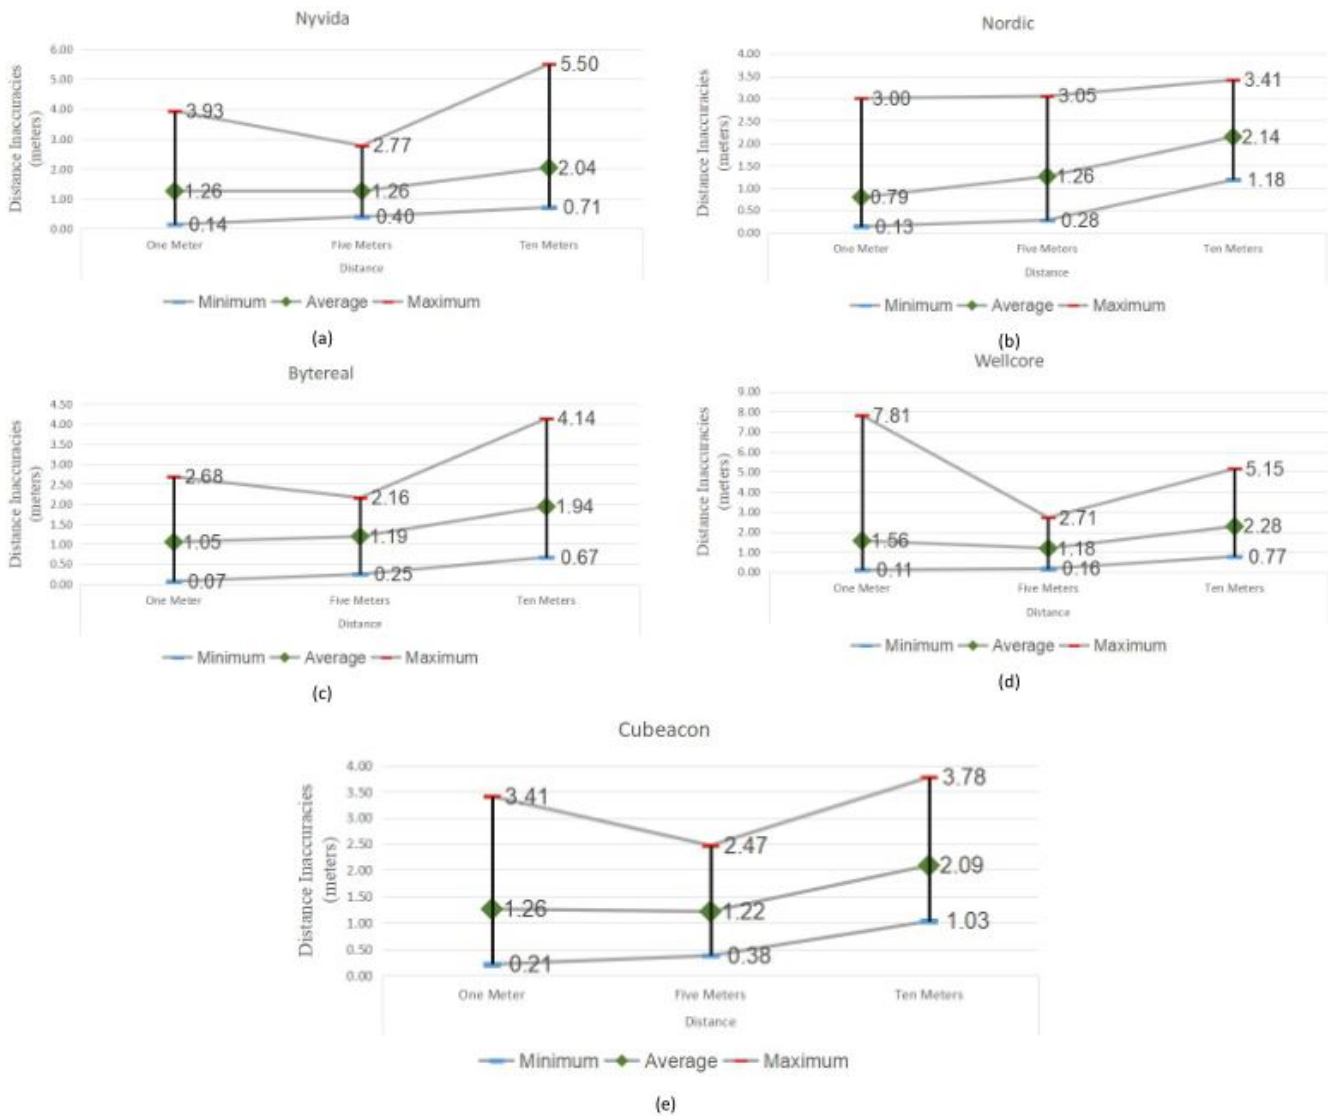 Nyvida
Distance Inaccuracies
(meters)
6.00
5.00
4.00
3.00
2.00
1.00
0.00
3.93
2.77
5.50
1.26
1.26
2.04
0.14
0.40
0.71
One Meter
Five Meters
Ten Meters
Distance
Minimum Average Maximum
(a)
Nordic
Distance Inaccuracies
(meters)
4.00
3.50
3.00
2.50
2.00
1.50
1.00
0.50
0.00
3.00
3.05
3.41
0.79
1.26
2.14
0.13
0.28
1.18
One Meter
Five Meters
Ten Meters
Distance
Minimum Average Maximum
(b)
Bytereal
Distance Inaccuracies
(meters)
4.50
4.00
3.50
3.00
2.50
2.00
1.50
1.00
0.50
0.00
2.68
2.16
4.14
1.05
1.19
1.94
0.07
0.25
0.67
One Meter
Five Meters
Ten Meters
Distance
Minimum Average Maximum
(c)
Wellcore
Distance Inaccuracies
(meters)
9.00
8.00
7.00
6.00
5.00
4.00
3.00
2.00
1.00
0.00
7.81
2.71
5.15
1.56
1.18
2.28
0.11
0.16
0.77
One Meter
Five Meters
Ten Meters
Distance
Minimum Average Maximum
(d)
Cubeacon
Distance Inaccuracies
(meters)
4.00
3.50
3.00
2.50
2.00
1.50
1.00
0.50
0.00
3.41
2.47
3.78
1.26
1.22
2.09
0.21
0.38
1.03
One Meter
Five Meters
Ten Meters
Distance
Minimum Average Maximum
(e)